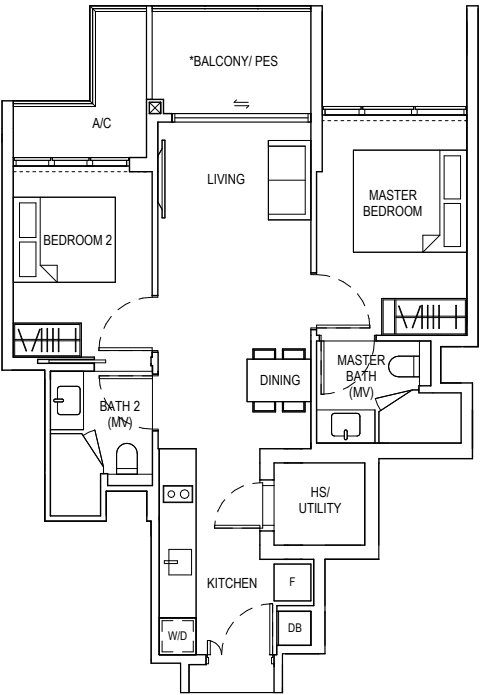 *BALCONY/ PES
A/C
LIVING
MASTER
BEDROOM
BEDROOM 2
DINING
MASTER
BATH
(MV)
BATH 2
(MV)
HS/
UTILITY
KITCHEN
F
DB
W/D